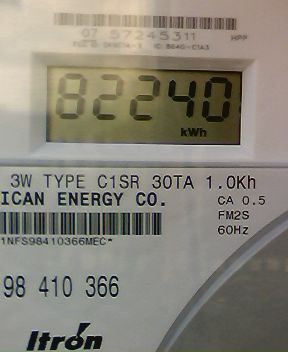 07 57245311 HPP
82240
kWh
3W TYPE C1SR 30TA 1.0Kh
ICAN ENERGY CO. CA 0.5
FM2S
60Hz
1NFS98410366MEC*
98 410 366
Itron